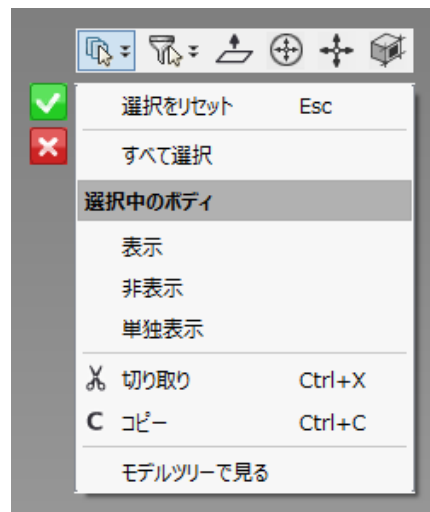 選択をリセット Esc
すべて選択
選択中のボディ
表示
非表示
単独表示
切り取り Ctrl+X
C コピー Ctrl+C
モデルツリーで見る